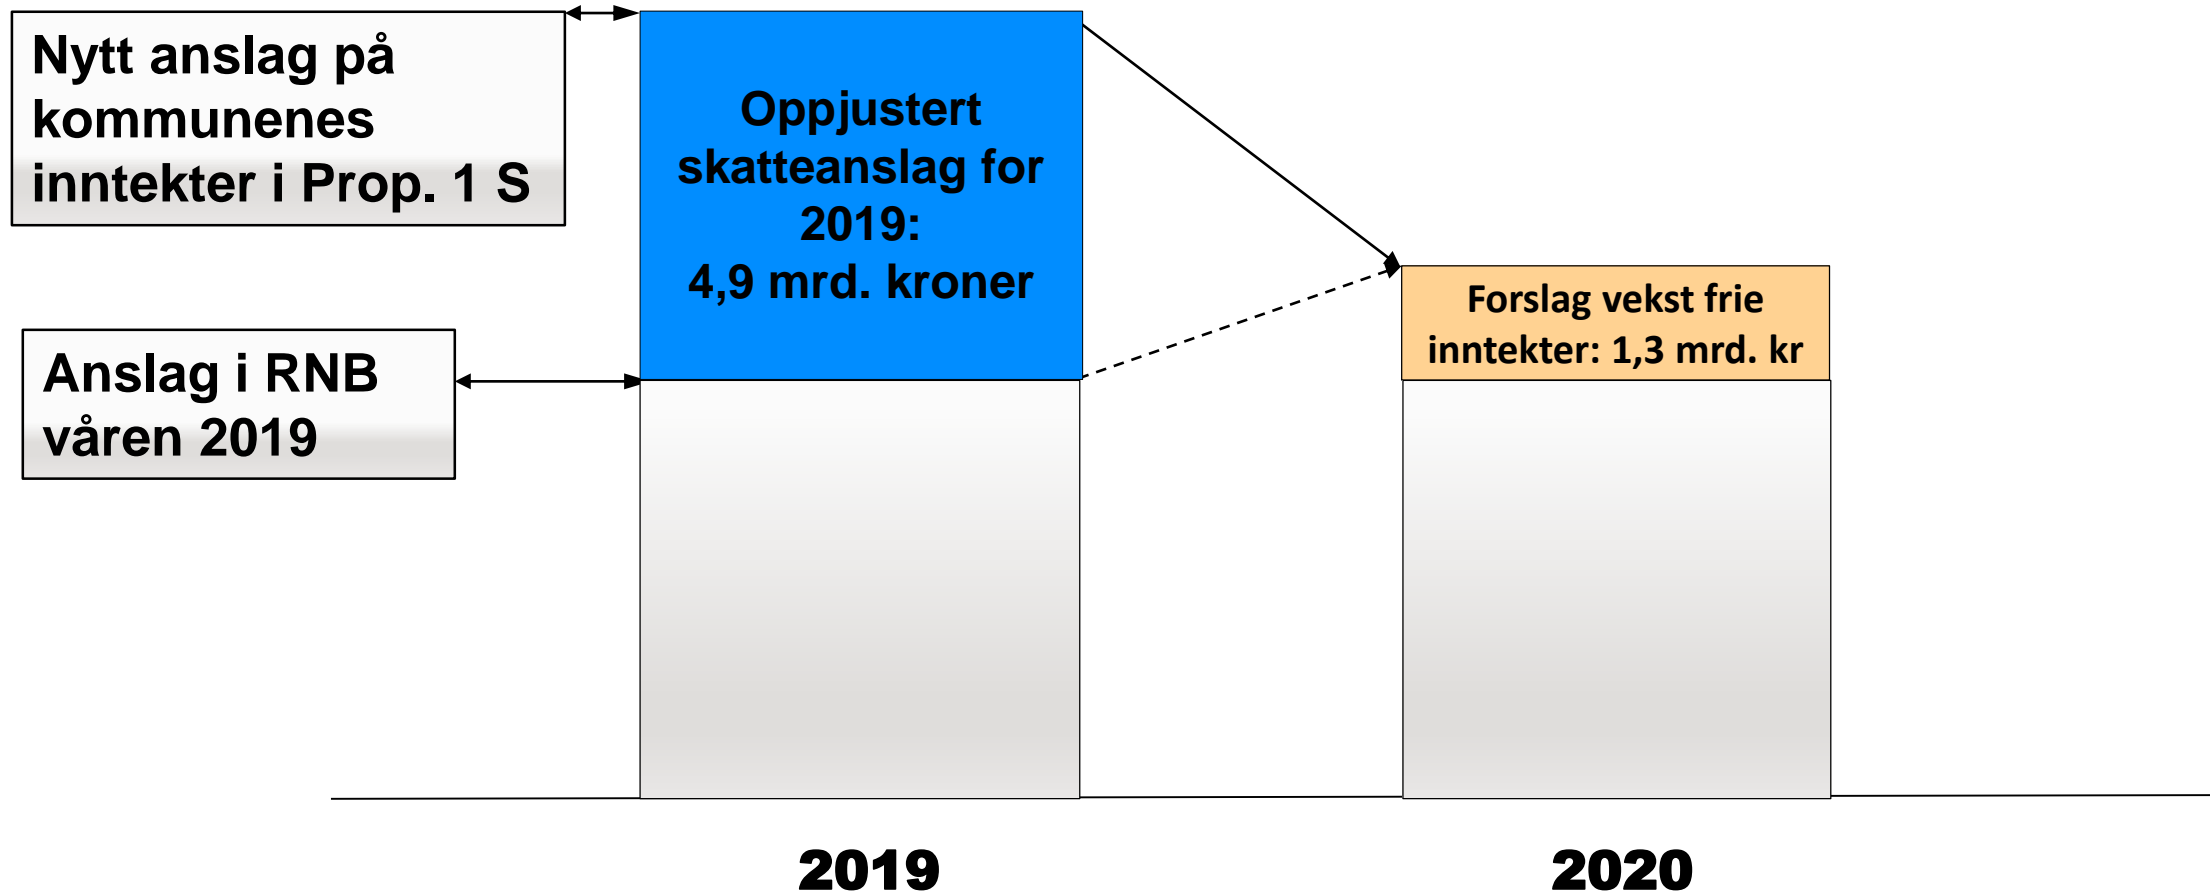 Nytt anslag på
kommunenes
inntekter i Prop. 1 S
Oppjustert
skatteanslag for
2019:
4,9 mrd. kroner
Forslag vekst frie
inntekter: 1,3 mrd. kr
Anslag i RNB
våren 2019
2019
2020